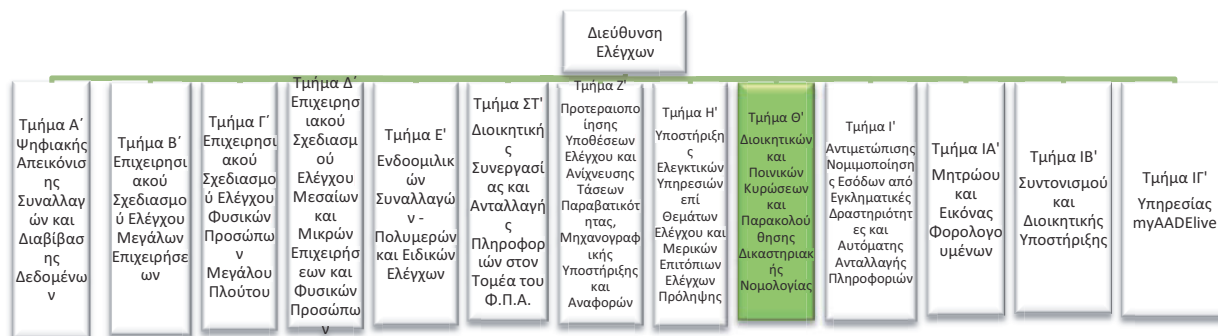 Διεύθυνση
Ελέγχων
Τμήμα Α΄
Ψηφιακής
Απεικόνισ
ης
Συναλλαγ
ών και
Διαβίβασ
ης
Δεδομένω
ν
Τμήμα Β΄
Επιχειρησι
ακού
Σχεδιασμο
ύ Ελέγχου
Μεγάλων
Επιχειρήσε
ων
Τμήμα Γ΄
Επιχειρησι
ακού
Σχεδιασμο
ύ Ελέγχου
Φυσικών
Προσώπω
ν
Μεγάλου
Πλούτου
Τμήμα Δ΄
Επιχειρησ
ιακού
Σχεδιασμ
ού
Ελέγχου
Μεσαίων
και
Μικρών
Επιχειρήσ
εων και
Φυσικών
Προσώπω
ν
Τμήμα Ε'
Ενδοομιλικ
ών
Συναλλαγώ
ν -
Πολυμερών
και Ειδικών
Ελέγχων
Τμήμα ΣΤ'
Διοικητική
ς
Συνεργασί
ας και
Ανταλλαγή
ς
Πληροφορ
ιών στον
Τομέα του
Φ.Π.Α.
Τμήμα Ζ'
Προτεραιοπο
ίησης
Υποθέσεων
Ελέγχου και
Ανίχνευσης
Τάσεων
Παραβατικό
τητας,
Μηχανογραφ
ικής
Υποστήριξης
και
Αναφορών
Τμήμα Η'
Υποστήριξη
ς
Ελεγκτικών
Υπηρεσιών
επί
Θεμάτων
Ελέγχου και
Μερικών
Επιτόπιων
Ελέγχων
Πρόληψης
Τμήμα Θ'
Διοικητικών
και
Ποινικών
Κυρώσεων
και
Παρακολού
θησης
Δικαστηρια
κής
Νομολογίας
Τμήμα Ι'
Αντιμετώπισης
Νομιμοποίηση
ς Εσόδων από
Εγκληματικές
Δραστηριότητ
ες και
Αυτόματης
Ανταλλαγής
Πληροφοριών
Τμήμα ΙΑ'
Μητρώου
και
Εικόνας
Φορολογο
υμένων
Τμήμα ΙΒ'
Συντονισμού
και
Διοικητικής
Υποστήριξης
Τμήμα ΙΓ'
Υπηρεσίας
myAADElive